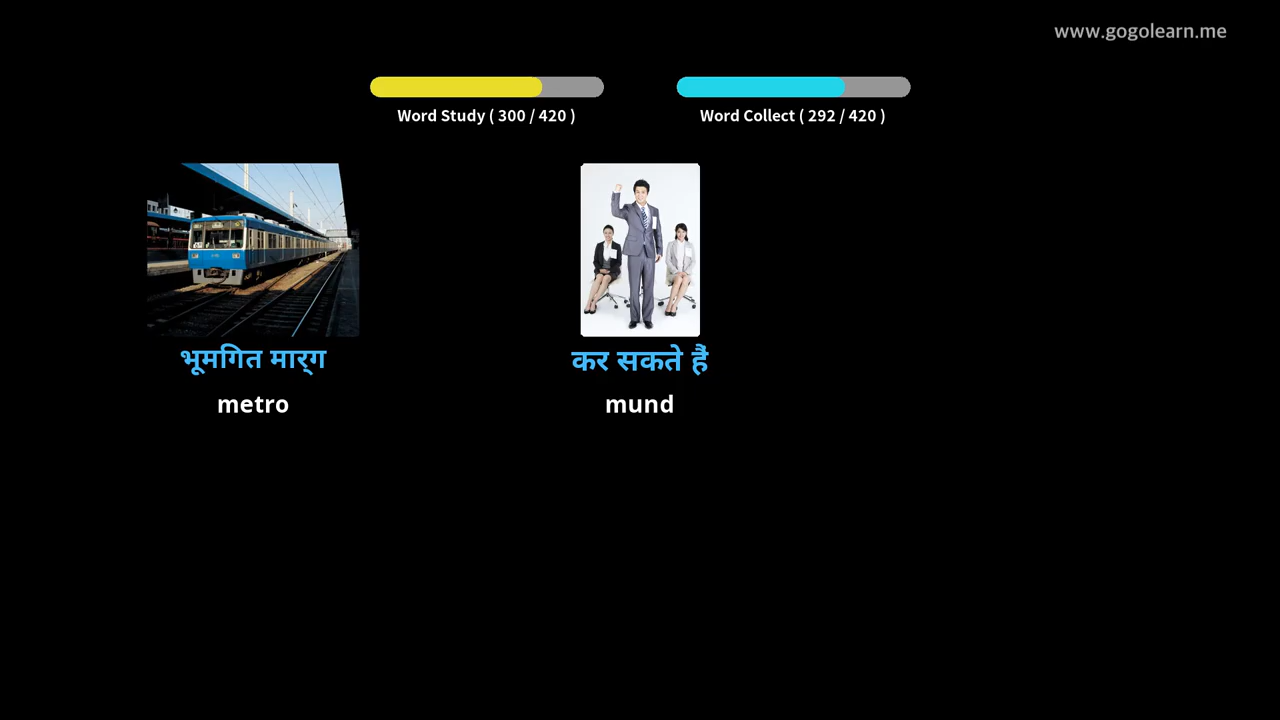 www.gogolearn.me
Word Study ( 300 / 420 )
Word Collect ( 292 / 420 )
भूमगित मार्ग
कर सकते हैं
metro
mund